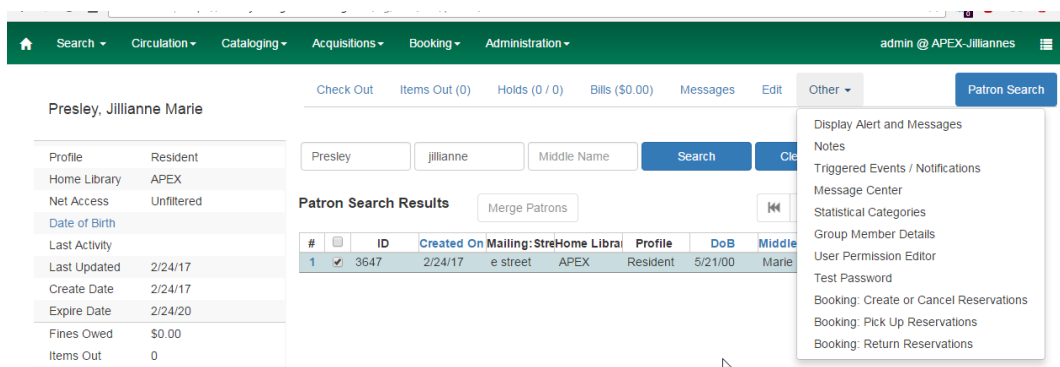 Search Circulation Cataloging Acquisitions Booking Administration admin @ APEX-Jilliannes
Check Out Items Out (0) Holds (0 / 0) Bills ($0.00) Messages Edit Other Patron Search
Presley, Jillianne Marie
Profile Resident
Home Library APEX
Net Access Unfiltered
Date of Birth
Last Activity
Last Updated 2/24/17
Create Date 2/24/17
Expire Date 2/24/20
Fines Owed $0.00
Items Out 0
Presley jillianne Middle Name Search Cle
Patron Search Results Merge Patrons
# ID Created On Mailing:Stre Home Librar Profile DoB Middle
1 3647 2/24/17 e street APEX Resident 5/21/00 Marie
Display Alert and Messages
Notes
Triggered Events / Notifications
Message Center
Statistical Categories
Group Member Details
User Permission Editor
Test Password
Booking: Create or Cancel Reservations
Booking: Pick Up Reservations
Booking: Return Reservations